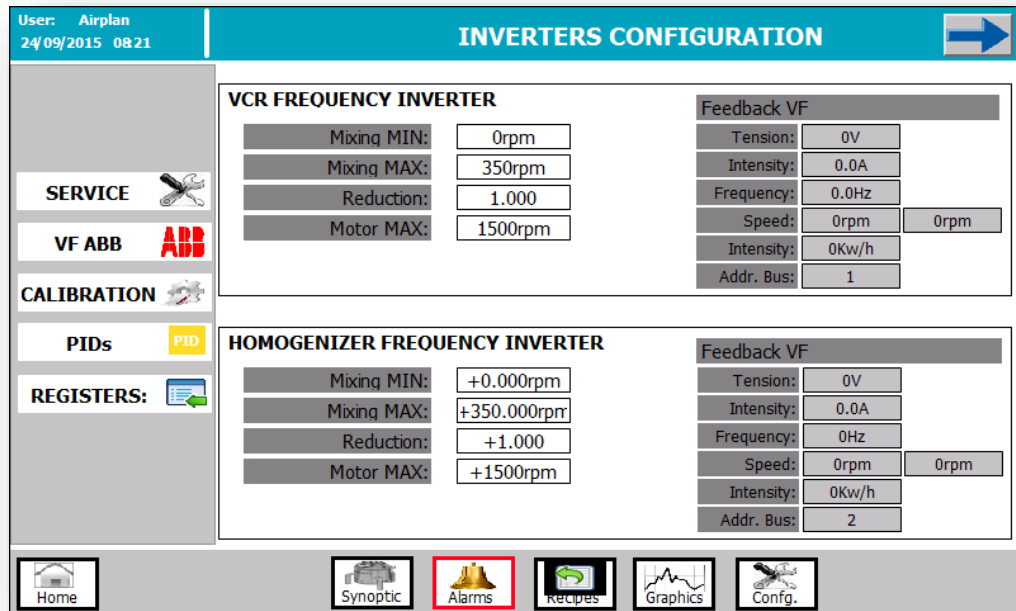 User: Airplan
24/09/2015 08:21
INVERTERS CONFIGURATION
SERVICE
VF ABB
ABB
CALIBRATION
PIDs
PID
REGISTERS:
VCR FREQUENCY INVERTER
Mixing MIN: 0rpm
Mixing MAX: 350rpm
Reduction: 1.000
Motor MAX: 1500rpm
Feedback VF
Tension: 0V
Intensity: 0.0A
Frequency: 0.0Hz
Speed: 0rpm 0rpm
Intensity: 0Kw/h
Addr. Bus: 1
HOMOGENIZER FREQUENCY INVERTER
Mixing MIN: +0.000rpm
Mixing MAX: +350.000rpm
Reduction: +1.000
Motor MAX: +1500rpm
Feedback VF
Tension: 0V
Intensity: 0.0A
Frequency: 0Hz
Speed: 0rpm 0rpm
Intensity: 0Kw/h
Addr. Bus: 2
Home
Synoptic
Alarms
Recipes
Graphics
Confg.